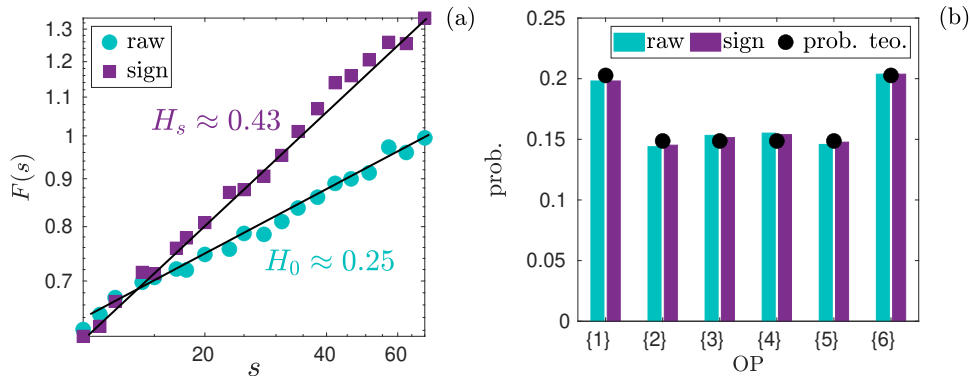 (a)
1.3
1.2
1.1
1
0.9
0.8
0.7
F(s)
raw
sign
H_s ≈ 0.43
H_0 ≈ 0.25
20
40
60
s
(b)
0.25
0.2
0.15
0.1
0.05
0
prob.
raw sign prob. teo.
{1} {2} {3} {4} {5} {6}
OP